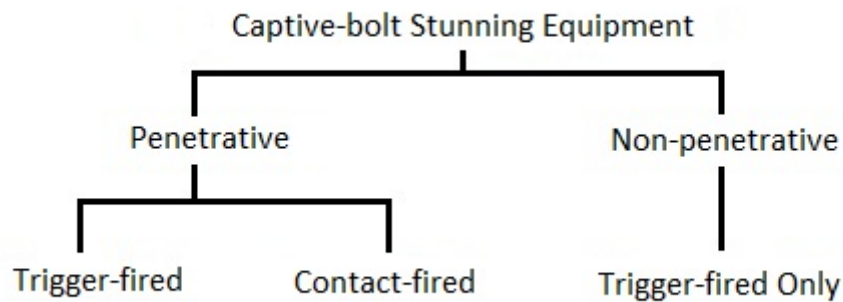 Captive-bolt Stunning Equipment
Penetrative
Non-penetrative
Trigger-fired
Contact-fired
Trigger-fired Only